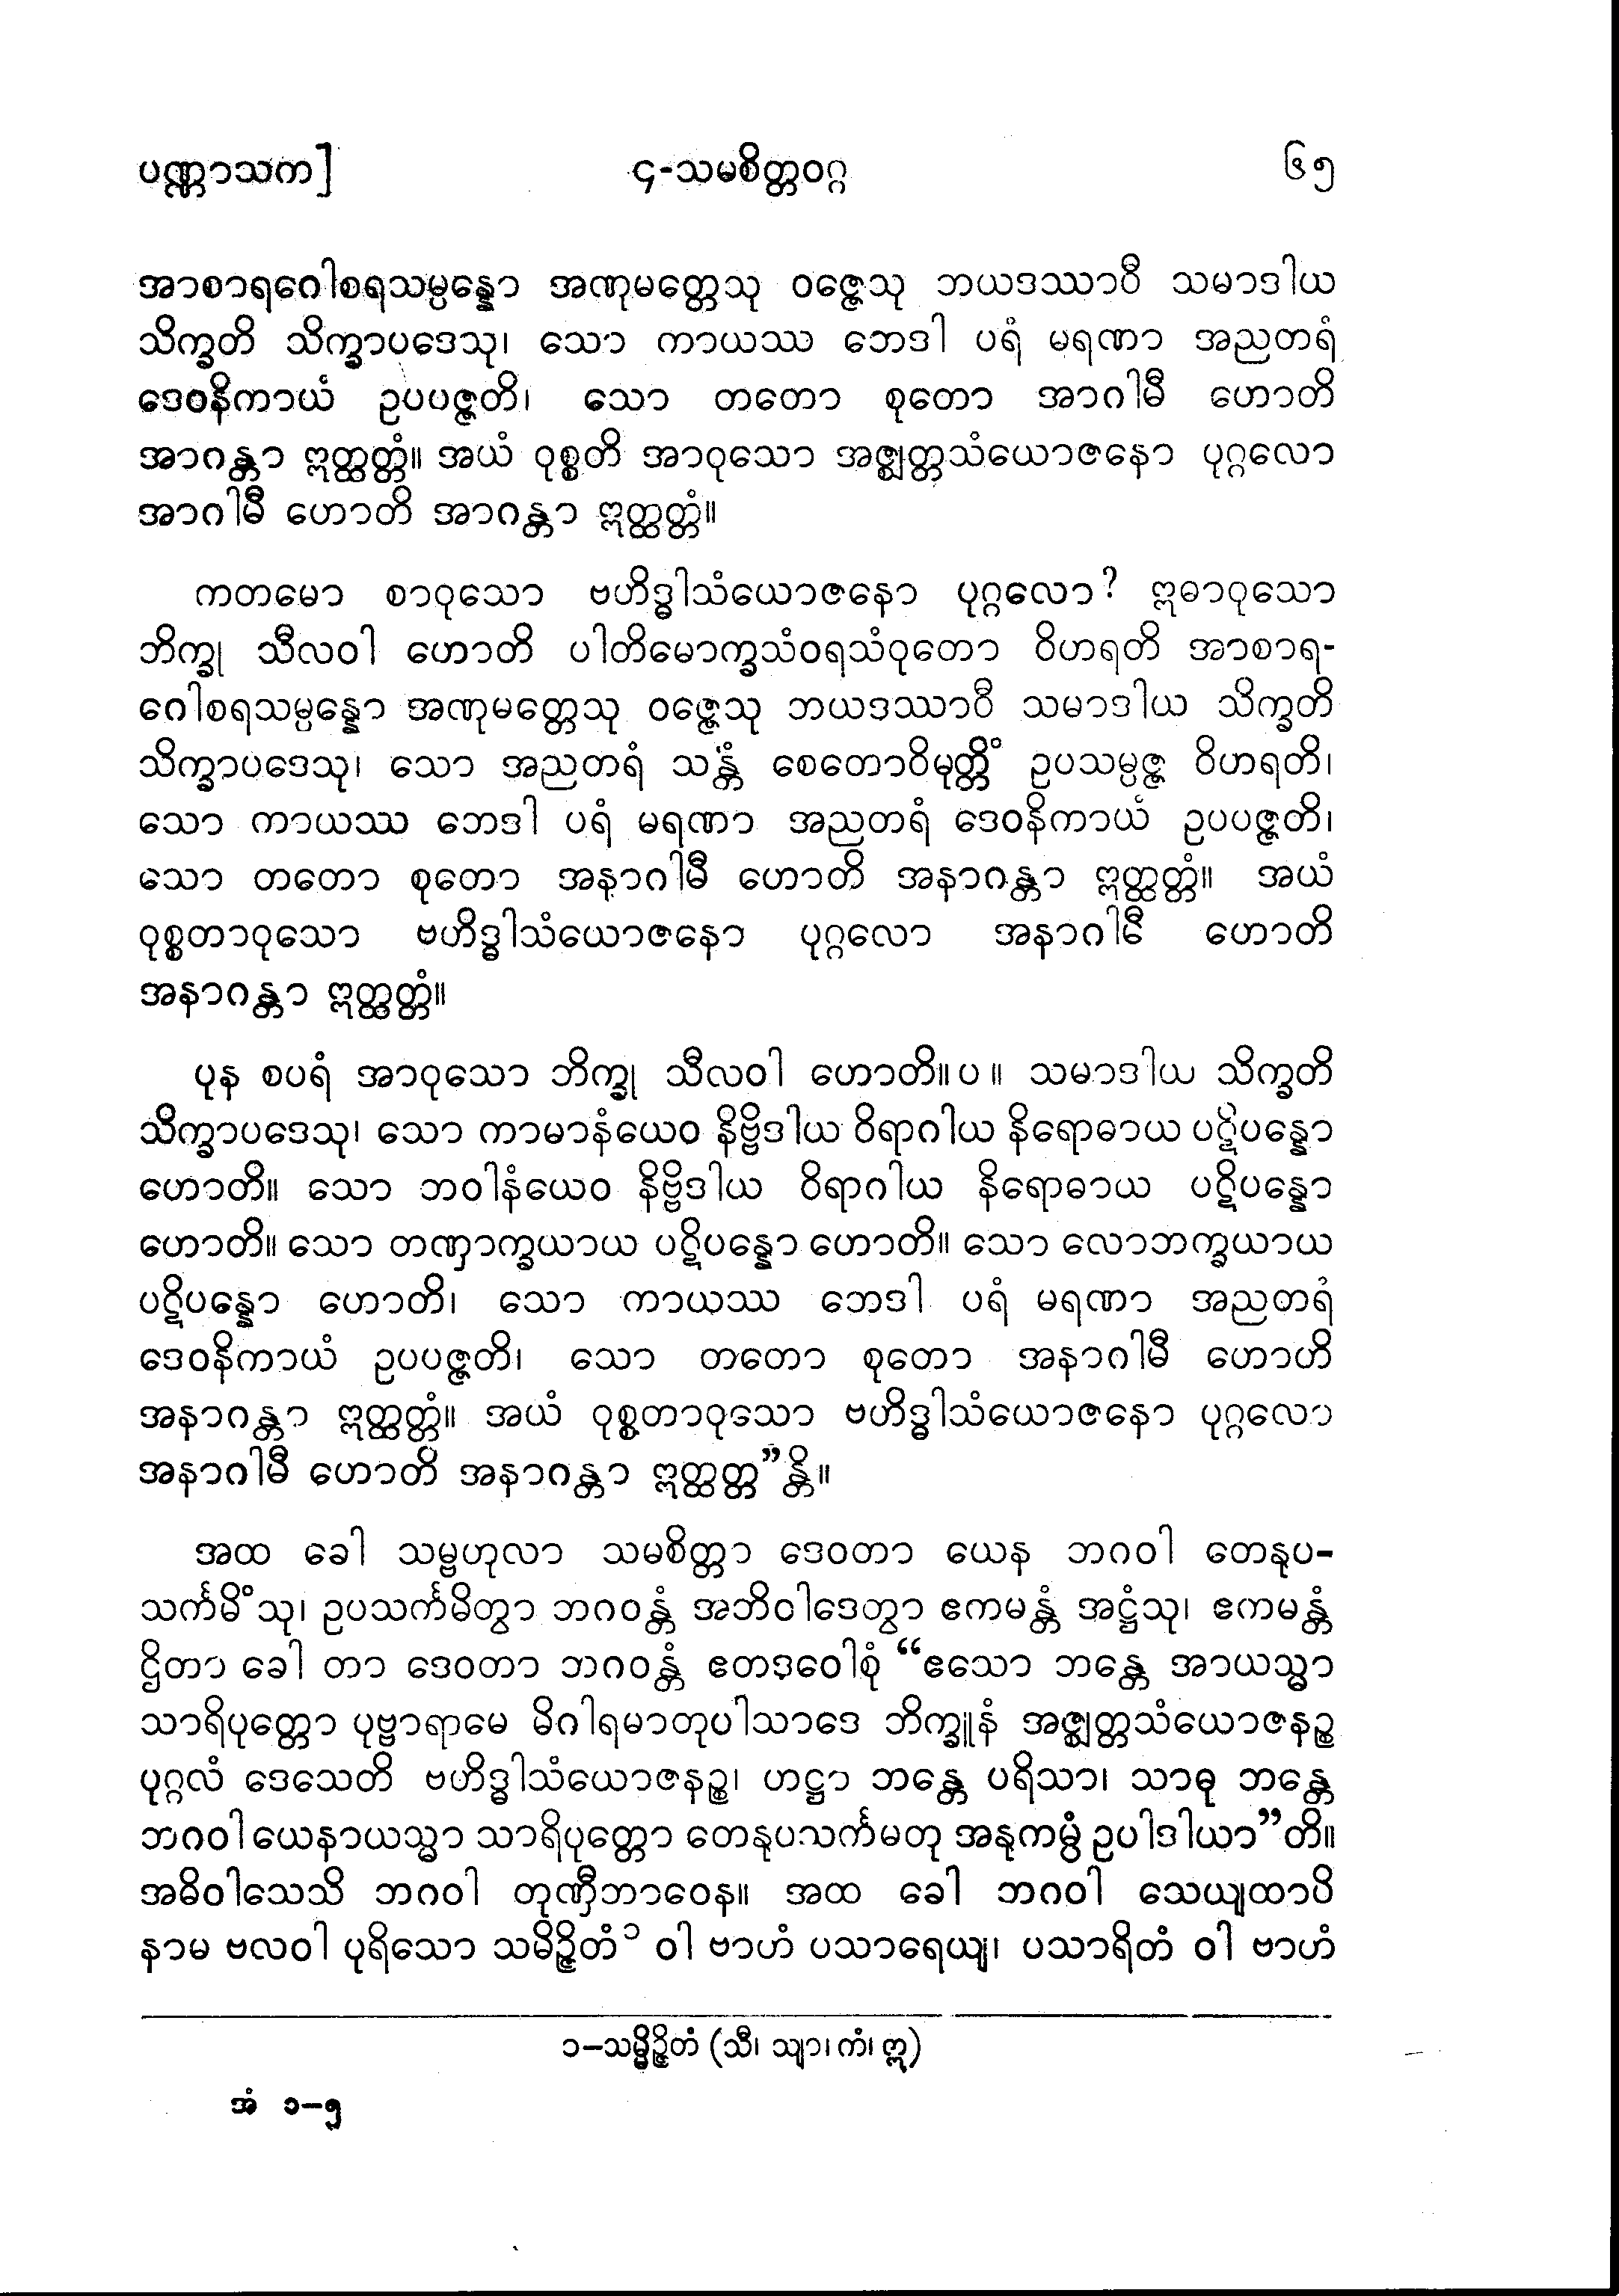 ပဏ္ဏာသက] ၄-သမစိတ္တဝဂ္ဂ ၆၅
အာစာရဂေါစရသမ္ပန္နော အဏုမတ္တေသု ဝဇ္ဇေသု ဘယဒဿာဝီ သမာဒါယ
သိက္ခတိ သိက္ခာပဒေသု၊ သော ကာယဿ ဘေဒါ ပရံ မရဏာ အညတရံ
ဒေဝနိကာယံ ဥပပဇ္ဇတိ၊ သော တတော စုတော အာဂါမီ ဟောတိ
အာဂန္တာ ဣတ္ထတ္တံ။ အယံ ဝုစ္စတိ အာဝုသော အဇ္ဈတ္တသံယောဇနော ပုဂ္ဂလော
အာဂါမီ ဟောတိ အာဂန္တာ ဣတ္ထတ္တံ။
ကတမော စာဝုသော ဗဟိဒ္ဓါသံယောဇနော ပုဂ္ဂလော? ဣဓာဝုသော
ဘိက္ခု သီလဝါ ဟောတိ ပါတိမောက္ခသံဝရသံဝုတော ဝိဟရတိ အာစာရ-
ဂေါစရသမ္ပန္နော အဏုမတ္တေသု ဝဇ္ဇေသု ဘယဒဿာဝီ သမာဒါယ သိက္ခတိ
သိက္ခာပဒေသု၊ သော အညတရံ သန္တံ စေတောဝိမုတ္တိံ ဥပသမ္ပဇ္ဇ ဝိဟရတိ၊
သော ကာယဿ ဘေဒါ ပရံ မရဏာ အညတရံ ဒေဝနိကာယံ ဥပပဇ္ဇတိ၊
သော တတော စုတော အနာဂါမီ ဟောတိ အနာဂန္တာ ဣတ္ထတ္တံ။ အယံ
ဝုစ္စတာဝုသော ဗဟိဒ္ဓါသံယောဇနော ပုဂ္ဂလော အနာဂါမီ ဟောတိ
အနာဂန္တာ ဣတ္ထတ္တံ။
ပုန စပရံ အာဝုသော ဘိက္ခု သီလဝါ ဟောတိ။ပ။ သမာဒါယ သိက္ခတိ
သိက္ခာပဒေသု၊ သော ကာမာနံယေဝ နိဗ္ဗိဒါယ ဝိရာဂါယ နိရောဓာယ ပဋိပန္နော
ဟောတိ။ သော ဘဝါနံယေဝ နိဗ္ဗိဒါယ ဝိရာဂါယ နိရောဓာယ ပဋိပန္နော
ဟောတိ။ သော တဏှာက္ခယာယ ပဋိပန္နော ဟောတိ။ သော လောဘက္ခယာယ
ပဋိပန္နော ဟောတိ၊ သော ကာယဿ ဘေဒါ ပရံ မရဏာ အညတရံ
ဒေဝနိကာယံ ဥပပဇ္ဇတိ၊ သော တတော စုတော အနာဂါမီ ဟောတိ
အနာဂန္တာ ဣတ္ထတ္တံ။ အယံ ဝုစ္စတာဝုသော ဗဟိဒ္ဓါသံယောဇနော ပုဂ္ဂလော
အနာဂါမီ ဟောတိ အနာဂန္တာ ဣတ္ထတ္တ”န္တိ။
အထ ခေါ သမ္ဗဟုလာ သမစိတ္တာ ဒေဝတာ ယေန ဘဂဝါ တေနုပ-
သင်္ကမိံသု၊ ဥပသင်္ကမိတွာ ဘဂဝန္တံ အဘိဝါဒေတွာ ဧကမန္တံ အဋ္ဌံသု၊ ဧကမန္တံ
ဌိတာ ခေါ တာ ဒေဝတာ ဘဂဝန္တံ ဧတဒဝေါစုံ “ဧသော ဘန္တေ အာယသ္မာ
သာရိပုတ္တော ပုဗ္ဗာရာမေ မိဂါရမာတုပါသာဒေ ဘိက္ခူနံ အဇ္ဈတ္တသံယောဇနဉ္စ
ပုဂ္ဂလံ ဒေသေတိ ဗဟိဒ္ဓါသံယောဇနဉ္စ၊ ဟဋ္ဌာ ဘန္တေ ပရိသာ၊ သာဓု ဘန္တေ
ဘဂဝါ ယေနာယသ္မာ သာရိပုတ္တော တေနုပသင်္ကမတု အနုကမ္ပံ ဥပါဒါယာ”တိ။
အဓိဝါသေသိ ဘဂဝါ တုဏှီဘာဝေန။ အထ ခေါ ဘဂဝါ သေယျထာပိ
နာမ ဗလဝါ ပုရိသော သမိဉ္ဇိတံ၁ ဝါ ဗာဟံ ပသာရေယျ၊ ပသာရိတံ ဝါ ဗာဟံ
၁–သမ္မိဉ္ဇိတံ (သီ၊ သျာ၊ ကံ၊ ဣ)
အံ ၁–၅